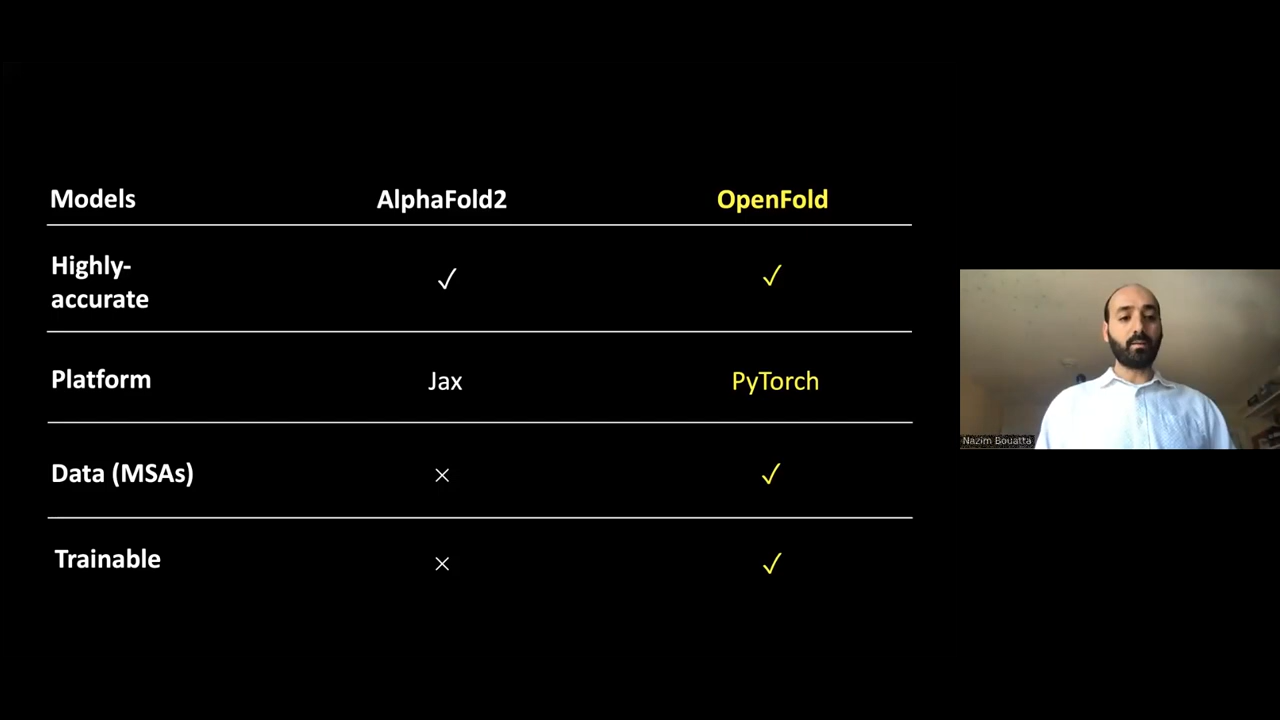 Models AlphaFold2 OpenFold
Highly-
accurate ✓ ✓
Platform Jax PyTorch
Data (MSAs) × ✓
Trainable × ✓
Nazim Bouatta